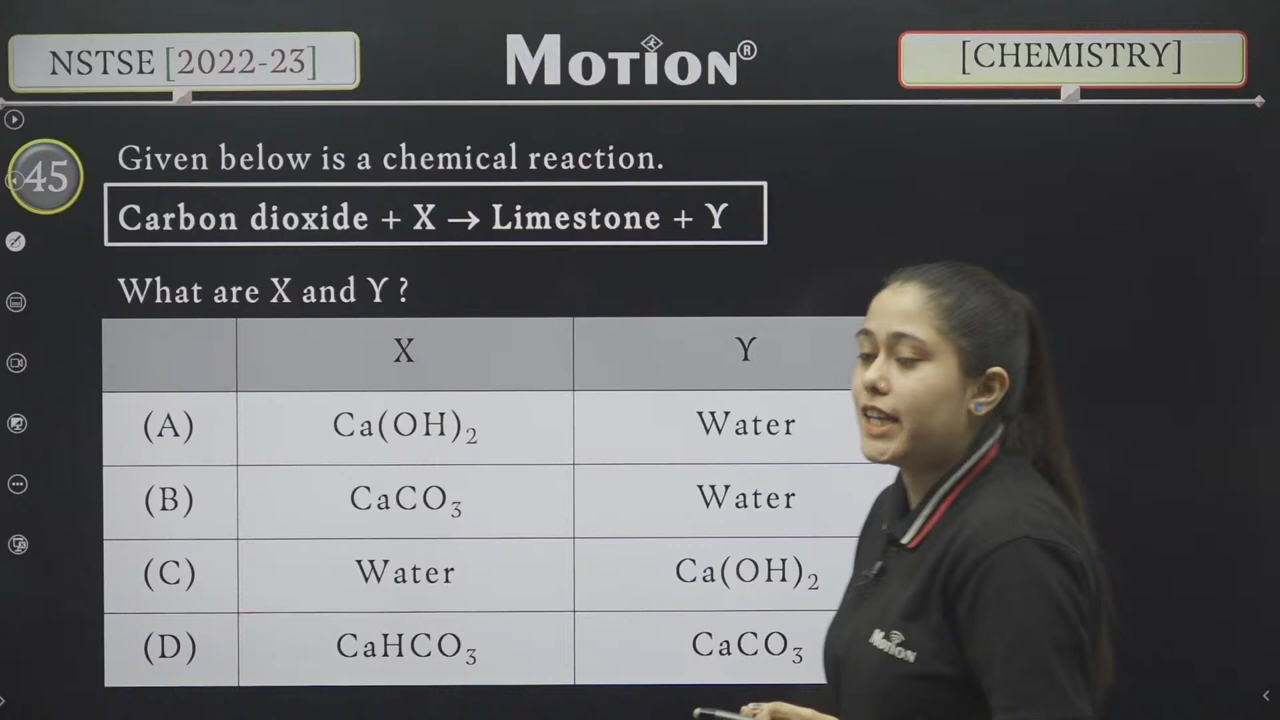 NSTSE [2022-23]
MOTION®
[CHEMISTRY]
45
Given below is a chemical reaction.
Carbon dioxide + X → Limestone + Y
What are X and Y ?
X Y
(A) Ca(OH)₂ Water
(B) CaCO₃ Water
(C) Water Ca(OH)₂
(D) CaHCO₃ CaCO₃
MOTION